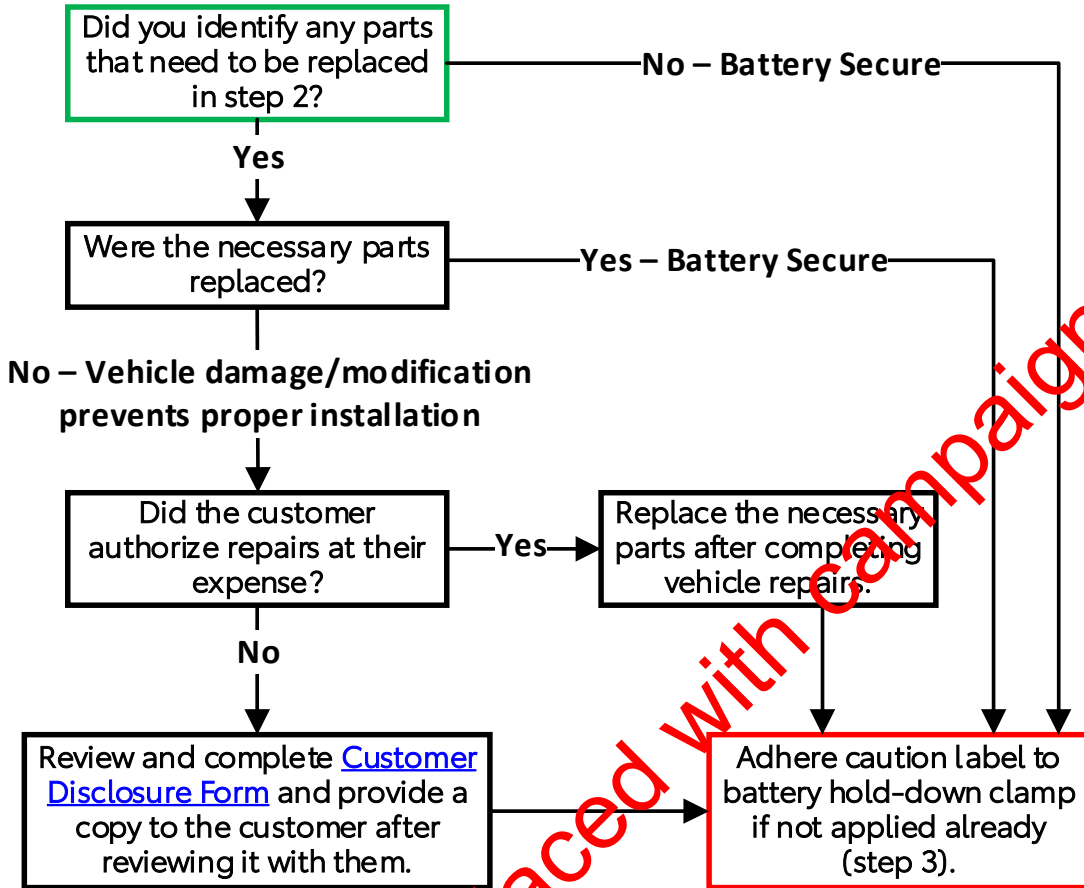 Did you identify any parts
that need to be replaced
in step 2?
No – Battery Secure
Yes
Were the necessary parts
replaced?
Yes – Battery Secure
No – Vehicle damage/modification
prevents proper installation
Did the customer
authorize repairs at their
expense?
Yes
Replace the necessary
parts after completing
vehicle repairs.
No
Review and complete Customer
Disclosure Form and provide a
copy to the customer after
reviewing it with them.
Adhere caution label to
battery hold-down clamp
if not applied already
(step 3).
with campaign